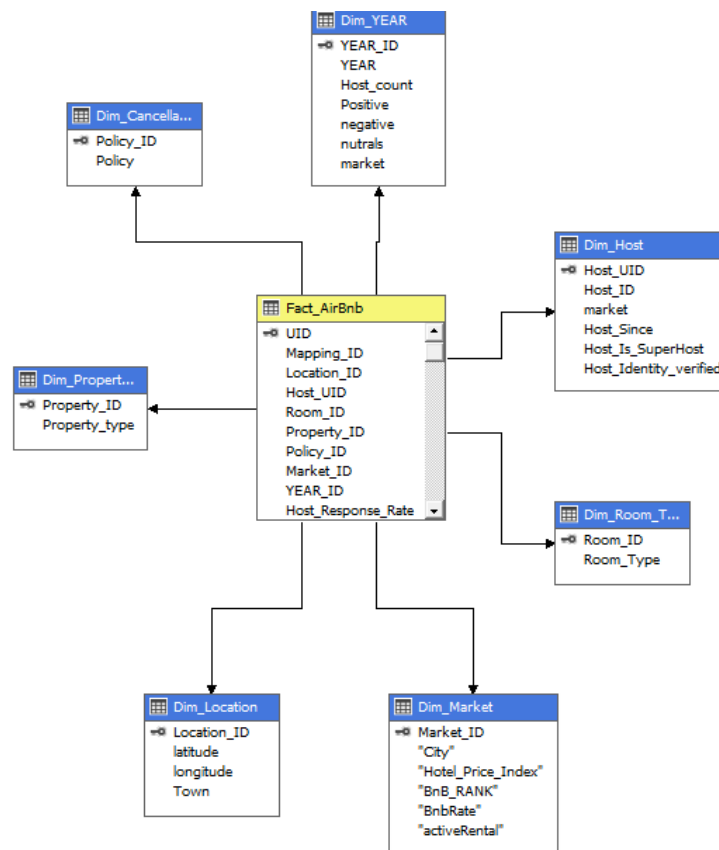 Dim_YEAR
YEAR_ID
YEAR
Host_count
Positive
negative
nutrals
market
Dim_Cancella...
Policy_ID
Policy
Dim_Host
Host_UID
Host_ID
market
Host_Since
Host_Is_SuperHost
Host_Identity_verified
Fact_AirBnb
UID
Mapping_ID
Location_ID
Host_UID
Room_ID
Property_ID
Policy_ID
Market_ID
YEAR_ID
Host_Response_Rate
Dim_Propert...
Property_ID
Property_type
Dim_Room_T...
Room_ID
Room_Type
Dim_Location
Location_ID
latitude
longitude
Town
Dim_Market
Market_ID
"City"
"Hotel_Price_Index"
"BnB_RANK"
"BnbRate"
"activeRental"